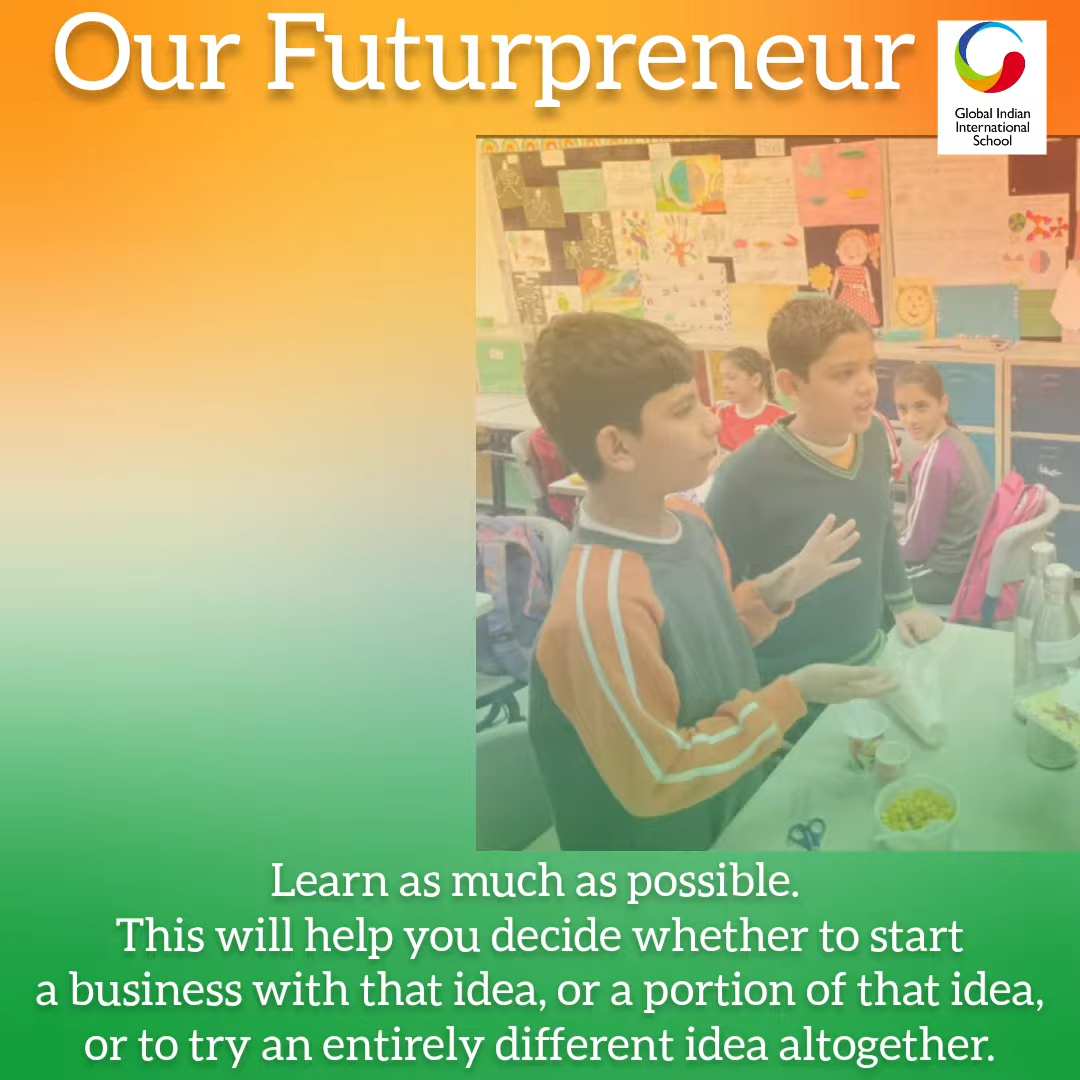 Our Futurpreneur
Global Indian
International
School
Learn as much as possible.
This will help you decide whether to start
a business with that idea, or a portion of that idea,
or to try an entirely different idea altogether.